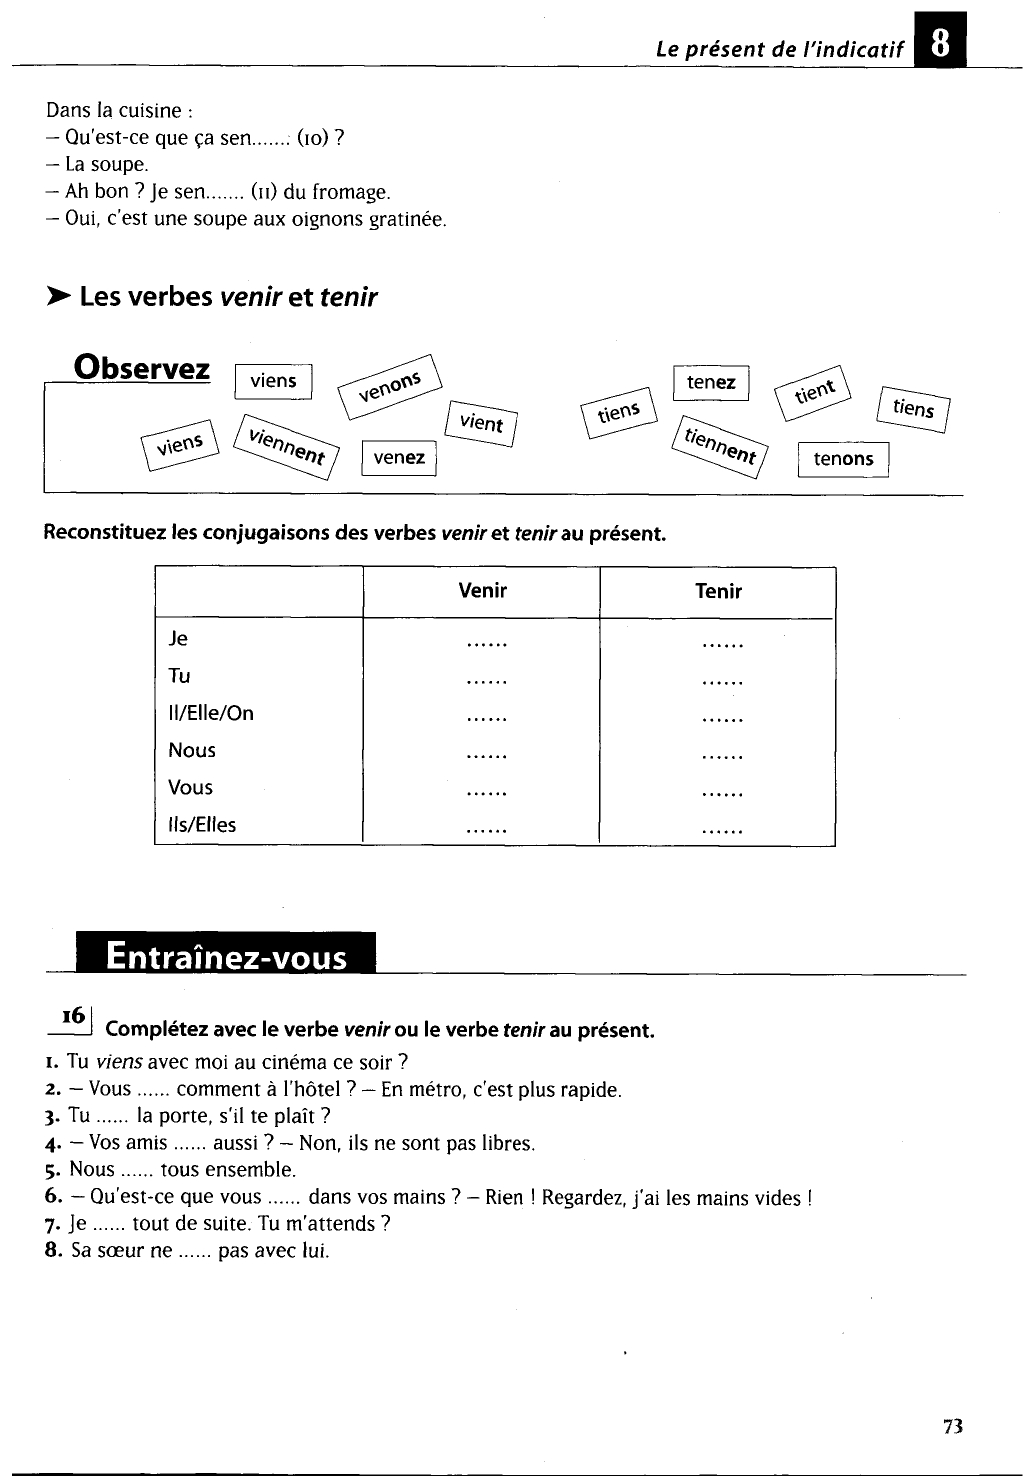 Le présent de l'indicatif 8
Dans la cuisine :
– Qu'est-ce que ça sen....... (10) ?
– La soupe.
– Ah bon ? Je sen....... (11) du fromage.
– Oui, c'est une soupe aux oignons gratinée.
➤ Les verbes venir et tenir
Observez
viens venons vient viens viennent venez
tiens tenez tient tiens tiennent tenons
Reconstituez les conjugaisons des verbes venir et tenir au présent.
Venir Tenir
Je ...... ......
Tu ...... ......
Il/Elle/On ...... ......
Nous ...... ......
Vous ...... ......
Ils/Elles ...... ......
Entraînez-vous
16 Complétez avec le verbe venir ou le verbe tenir au présent.
1. Tu viens avec moi au cinéma ce soir ?
2. – Vous ...... comment à l'hôtel ? – En métro, c'est plus rapide.
3. Tu ...... la porte, s'il te plaît ?
4. – Vos amis ...... aussi ? – Non, ils ne sont pas libres.
5. Nous ...... tous ensemble.
6. – Qu'est-ce que vous ...... dans vos mains ? – Rien ! Regardez, j'ai les mains vides !
7. Je ...... tout de suite. Tu m'attends ?
8. Sa sœur ne ...... pas avec lui.
73